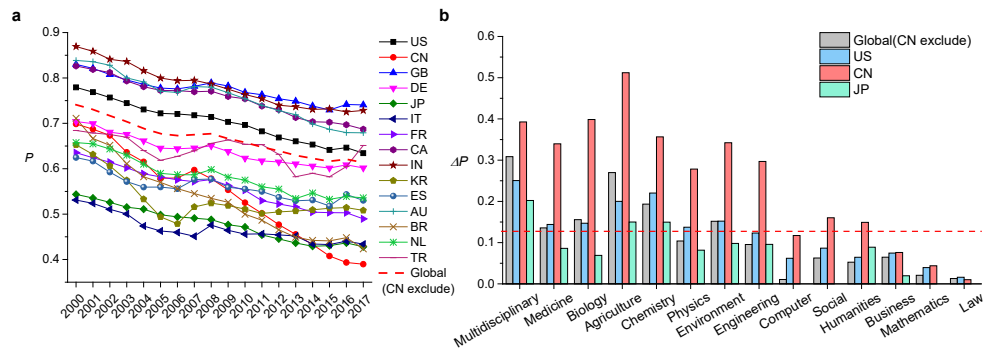 a
0.9
0.8
0.7
0.6
0.5
0.4
P
2000
2001
2002
2003
2004
2005
2006
2007
2008
2009
2010
2011
2012
2013
2014
2015
2016
2017
US
CN
GB
DE
JP
IT
FR
CA
IN
KR
ES
AU
BR
NL
TR
Global
(CN exclude)
b
0.6
0.5
0.4
0.3
0.2
0.1
0.0
ΔP
Global(CN exclude)
US
CN
JP
Multidisciplinary
Medicine
Biology
Agriculture
Chemistry
Physics
Environment
Engineering
Computer
Social
Humanities
Business
Mathematics
Law